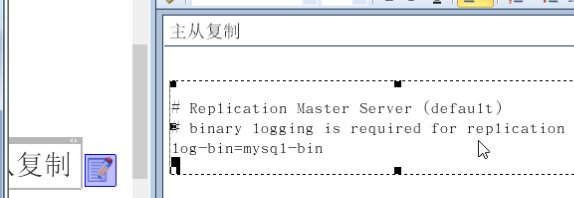 主从复制
# Replication Master Server (default)
# binary logging is required for replication
log-bin=mysql-bin
从复制